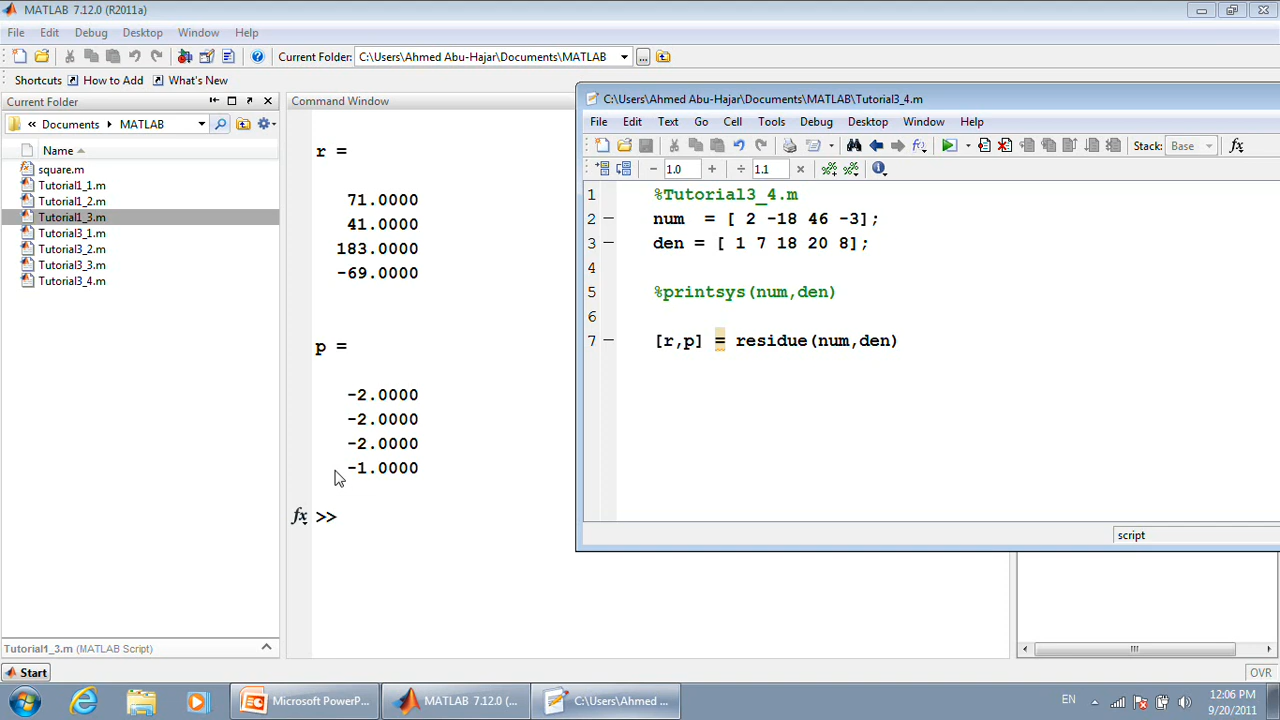 MATLAB 7.12.0 (R2011a)
File Edit Debug Desktop Window Help
Current Folder: C:\Users\Ahmed Abu-Hajar\Documents\MATLAB ...
Shortcuts How to Add What's New
Current Folder
« Documents MATLAB
Name
square.m
Tutorial1_1.m
Tutorial1_2.m
Tutorial1_3.m
Tutorial3_1.m
Tutorial3_2.m
Tutorial3_3.m
Tutorial3_4.m
Tutorial1_3.m (MATLAB Script)
Command Window
r =
71.0000
41.0000
183.0000
-69.0000
p =
-2.0000
-2.0000
-2.0000
-1.0000
fx >>
C:\Users\Ahmed Abu-Hajar\Documents\MATLAB\Tutorial3_4.m
File Edit Text Go Cell Tools Debug Desktop Window Help
Stack: Base fx
− 1.0 + ÷ 1.1 ×
1 %Tutorial3_4.m
2 num = [ 2 -18 46 -3];
3 den = [ 1 7 18 20 8];
4
5 %printsys(num,den)
6
7 [r,p] = residue(num,den)
script
Start
OVR
Microsoft PowerP...
MATLAB 7.12.0 (...
C:\Users\Ahmed ...
EN
12:06 PM
9/20/2011